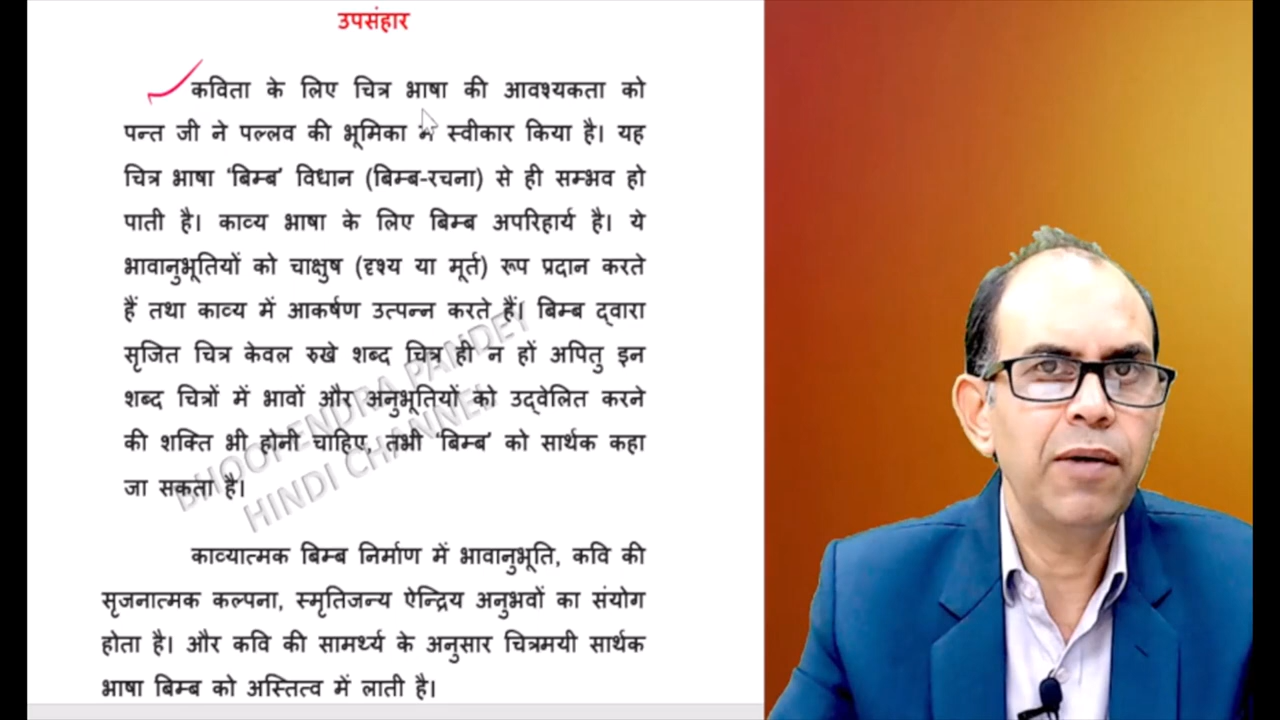 उपसंहार
कविता के लिए चित्र भाषा की आवश्यकता को
पन्त जी ने पल्लव की भूमिका में स्वीकार किया है। यह
चित्र भाषा ‘बिम्ब’ विधान (बिम्ब-रचना) से ही सम्भव हो
पाती है। काव्य भाषा के लिए बिम्ब अपरिहार्य है। ये
भावानुभूतियों को चाक्षुष (दृश्य या मूर्त) रूप प्रदान करते
हैं तथा काव्य में आकर्षण उत्पन्न करते हैं। बिम्ब द्वारा
सृजित चित्र केवल रुखे शब्द चित्र ही न हों अपितु इन
शब्द चित्रों में भावों और अनुभूतियों को उद्वेलित करने
की शक्ति भी होनी चाहिए, तभी ‘बिम्ब’ को सार्थक कहा
जा सकता है।
काव्यात्मक बिम्ब निर्माण में भावानुभूति, कवि की
सृजनात्मक कल्पना, स्मृतिजन्य ऐन्द्रिय अनुभवों का संयोग
होता है। और कवि की सामर्थ्य के अनुसार चित्रमयी सार्थक
भाषा बिम्ब को अस्तित्व में लाती है।
BHOOPENDRA PANDEY
HINDI CHANNEL